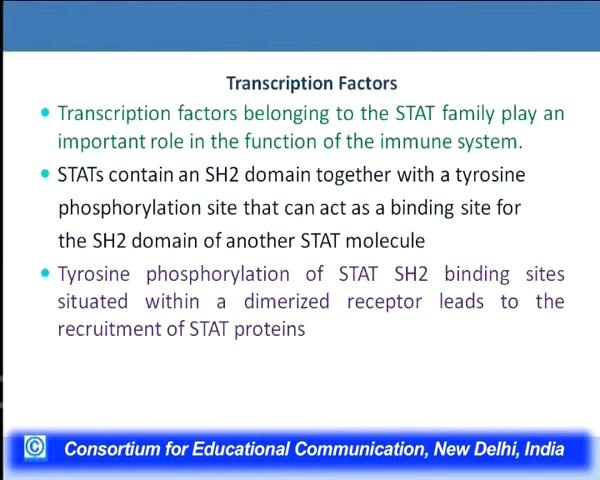 Transcription Factors
Transcription factors belonging to the STAT family play an
important role in the function of the immune system.
STATs contain an SH2 domain together with a tyrosine
phosphorylation site that can act as a binding site for
the SH2 domain of another STAT molecule
Tyrosine phosphorylation of STAT SH2 binding sites
situated within a dimerized receptor leads to the
recruitment of STAT proteins
© Consortium for Educational Communication, New Delhi, India